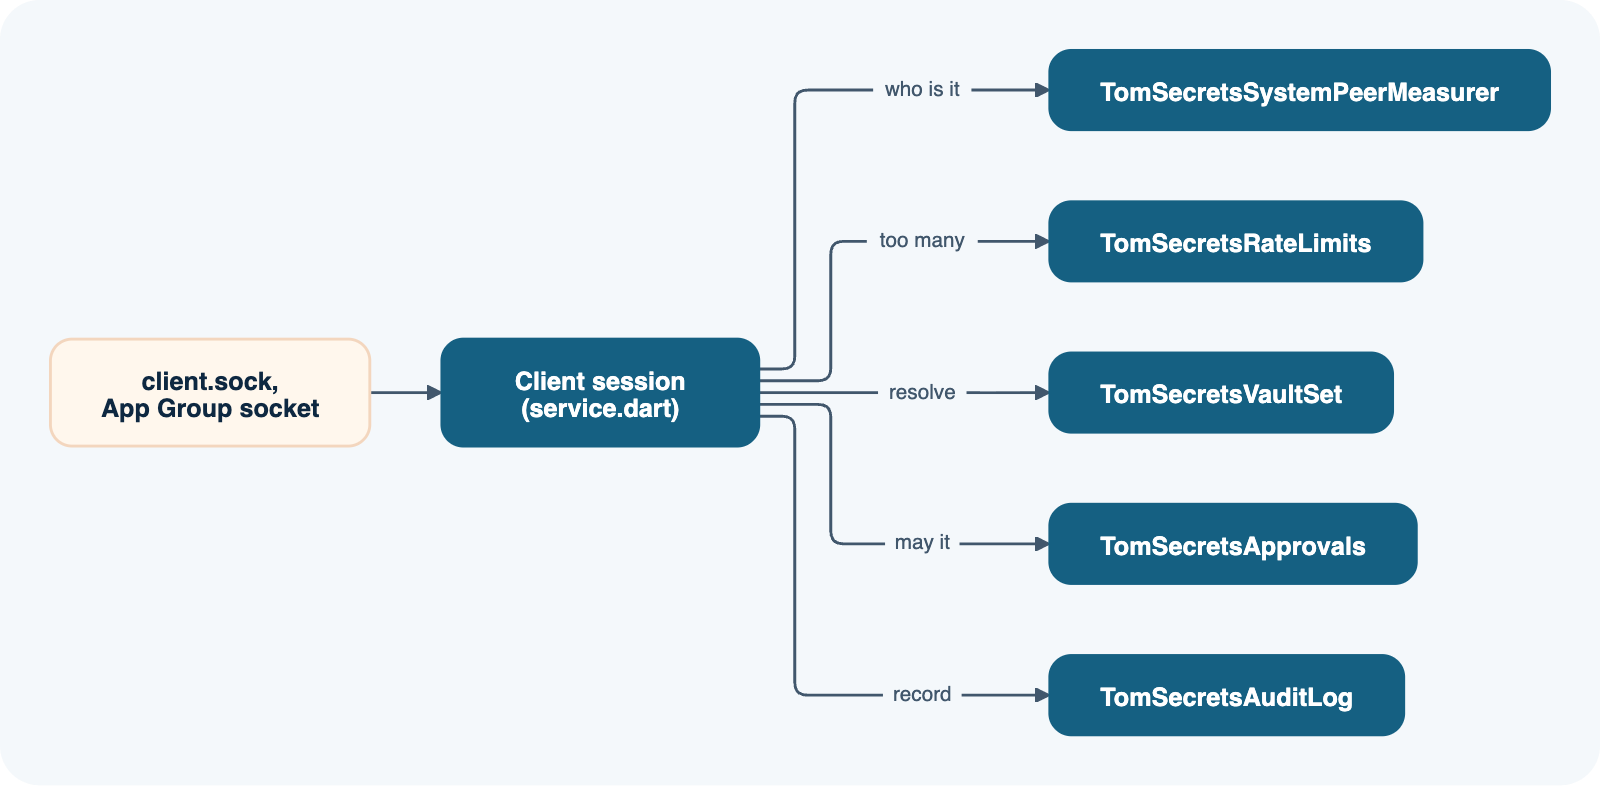 who is it
TomSecretsSystemPeerMeasurer
too many
TomSecretsRateLimits
client.sock,
App Group socket
Client session
(service.dart)
resolve
TomSecretsVaultSet
may it
TomSecretsApprovals
record
TomSecretsAuditLog